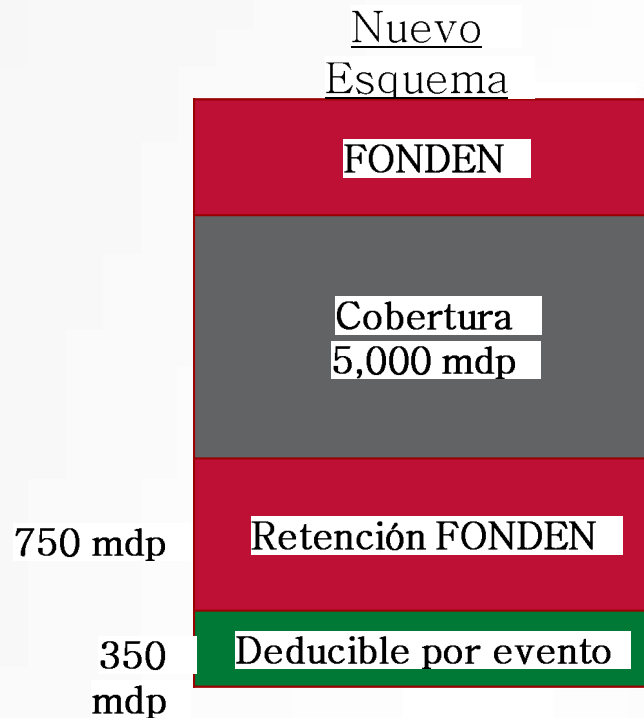 Nuevo
Esquema
FONDEN
Cobertura
5,000 mdp
750 mdp
Retención FONDEN
350
mdp
Deducible por evento